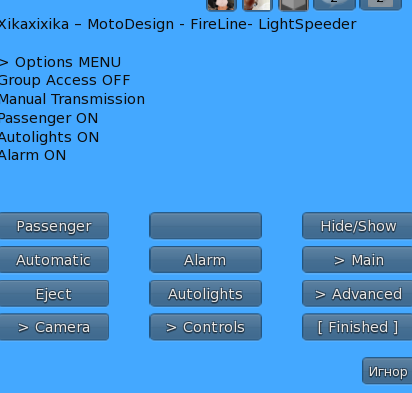 Xikaxixika – MotoDesign - FireLine- LightSpeeder
> Options MENU
Group Access OFF
Manual Transmission
Passenger ON
Autolights ON
Alarm ON
Passenger
Hide/Show
Automatic
Alarm
> Main
Eject
Autolights
> Advanced
> Camera
> Controls
[ Finished ]
Игнор